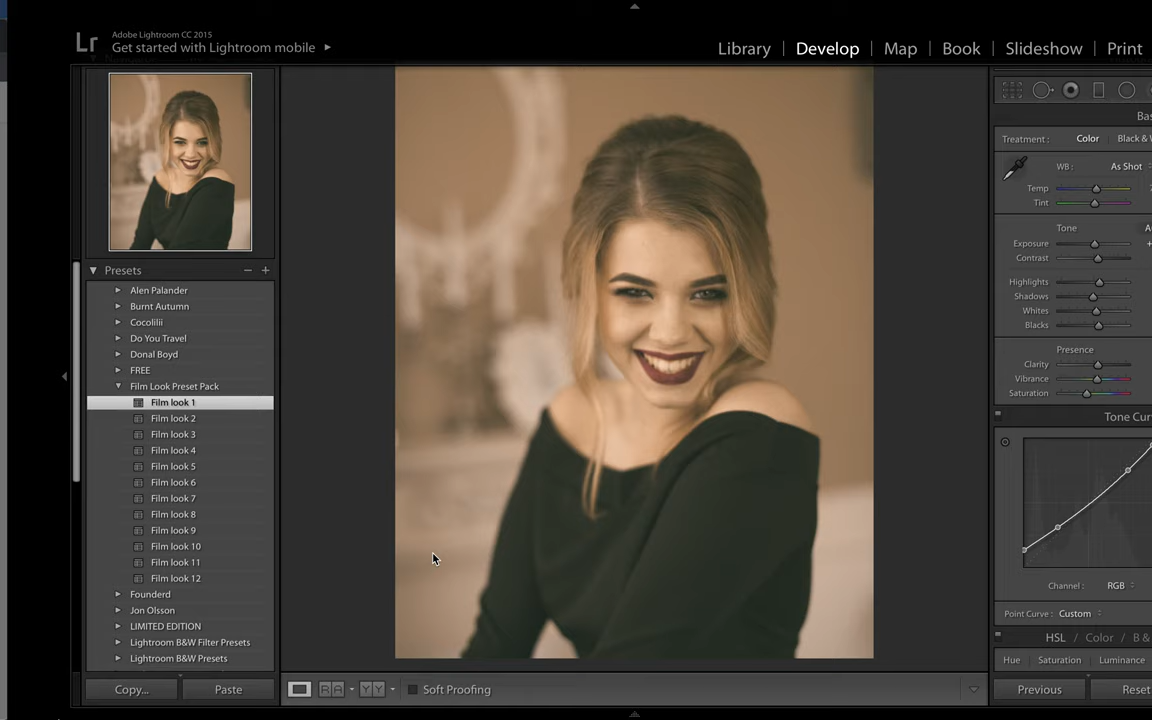 Lr
Adobe Lightroom CC 2015
Get started with Lightroom mobile
Library
Develop
Map
Book
Slideshow
Print
Presets
Alen Palander
Burnt Autumn
Cocolilii
Do You Travel
Donal Boyd
FREE
Film Look Preset Pack
Film look 1
Film look 2
Film look 3
Film look 4
Film look 5
Film look 6
Film look 7
Film look 8
Film look 9
Film look 10
Film look 11
Film look 12
Founderd
Jon Olsson
LIMITED EDITION
Lightroom B&W Filter Presets
Lightroom B&W Presets
Copy...
Paste
Soft Proofing
Bas
Treatment :
Color
Black &
WB :
As Shot
Temp
Tint
Tone
Exposure
Contrast
Highlights
Shadows
Whites
Blacks
Presence
Clarity
Vibrance
Saturation
Tone Cur
Channel :
RGB
Point Curve :
Custom
HSL / Color / B &
Hue
Saturation
Luminance
Previous
Reset